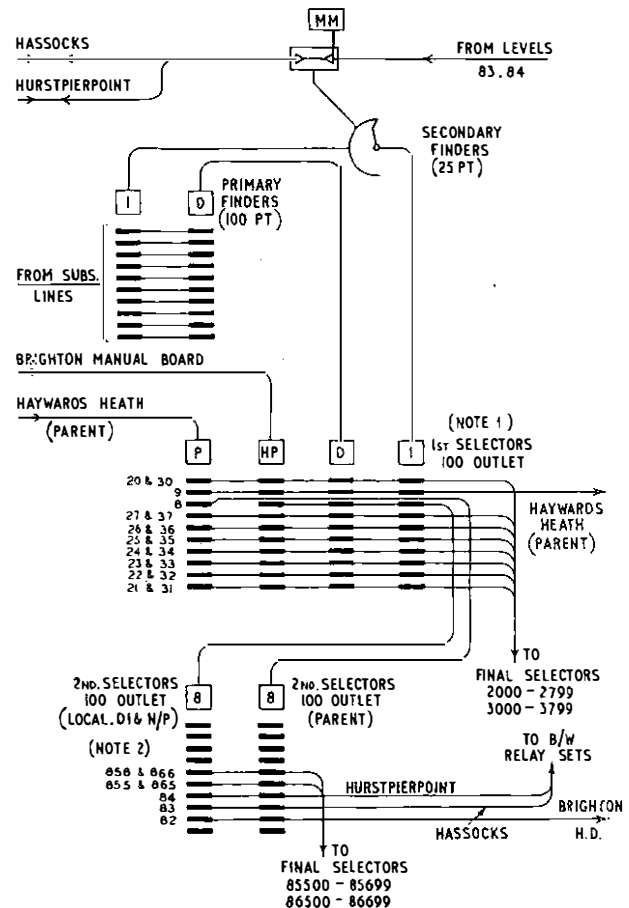 MM
HASSOCKS
FROM LEVELS
83,84
HURSTPIERPOINT
SECONDARY
FINDERS
(25 PT)
I
D
PRIMARY
FINDERS
(100 PT)
FROM SUBS.
LINES
BRIGHTON MANUAL BOARD
HAYWARDS HEATH
(PARENT)
(NOTE 1)
P
HP
D
I
1ST SELECTORS
100 OUTLET
20 & 30
9
8
27 & 37
26 & 36
25 & 35
24 & 34
23 & 33
22 & 32
21 & 31
HAYWARDS
HEATH
(PARENT)
TO
FINAL SELECTORS
2000 - 2799
3000 - 3799
2ND. SELECTORS
100 OUTLET
(LOCAL. D1 & N/P)
(NOTE 2)
8
8
2ND. SELECTORS
100 OUTLET
(PARENT)
TO B/W
RELAY SETS
858 & 866
855 & 865
84
83
82
HURSTPIERPOINT
HASSOCKS
BRIGHTON
H.D.
TO
FINAL SELECTORS
85500 - 85699
86500 - 86699